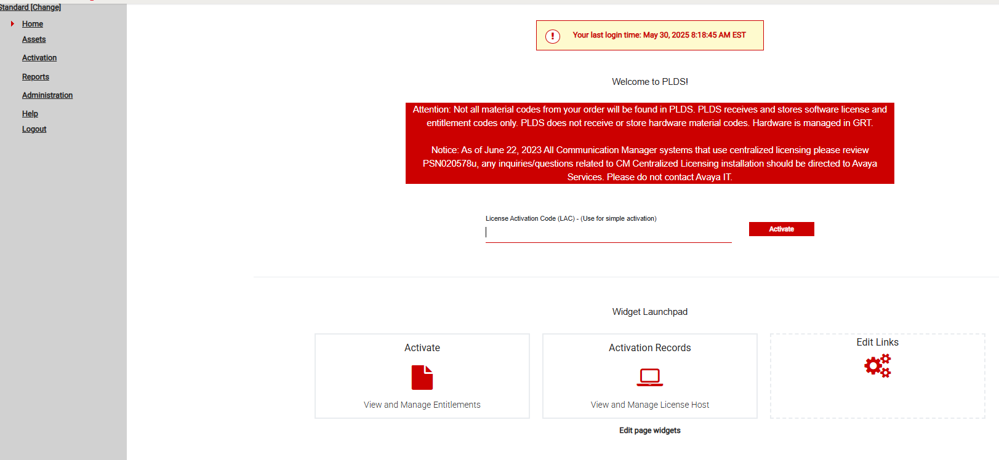 Standard [Change]
Home
Assets
Activation
Reports
Administration
Help
Logout
Your last login time: May 30, 2025 8:18:45 AM EST
Welcome to PLDS!
Attention: Not all material codes from your order will be found in PLDS. PLDS receives and stores software license and
entitlement codes only. PLDS does not receive or store hardware material codes. Hardware is managed in GRT.
Notice: As of June 22, 2023 All Communication Manager systems that use centralized licensing please review
PSN020578u, any inquiries/questions related to CM Centralized Licensing installation should be directed to Avaya
Services. Please do not contact Avaya IT.
License Activation Code (LAC) - (Use for simple activation)
Activate
Widget Launchpad
Activate
View and Manage Entitlements
Activation Records
View and Manage License Host
Edit Links
Edit page widgets